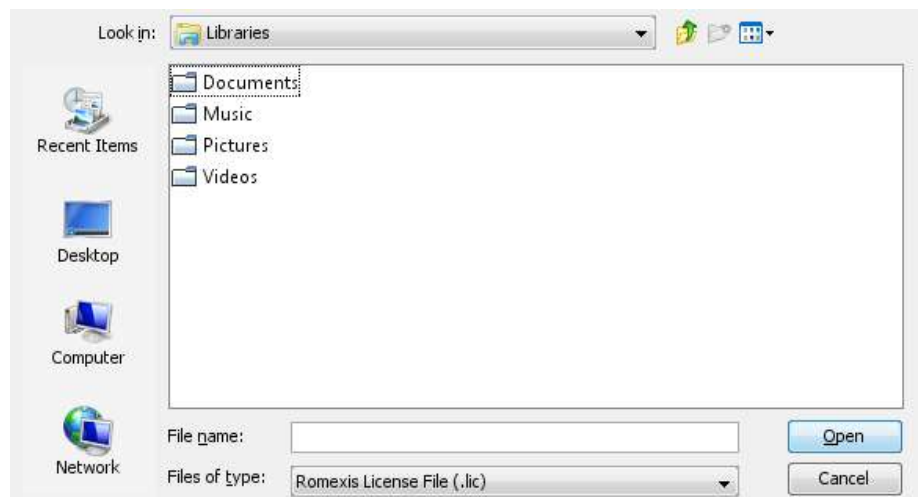 Look in:
Libraries
Documents
Music
Pictures
Videos
Recent Items
Desktop
Computer
Network
File name:
Open
Files of type:
Romexis License File (.lic)
Cancel